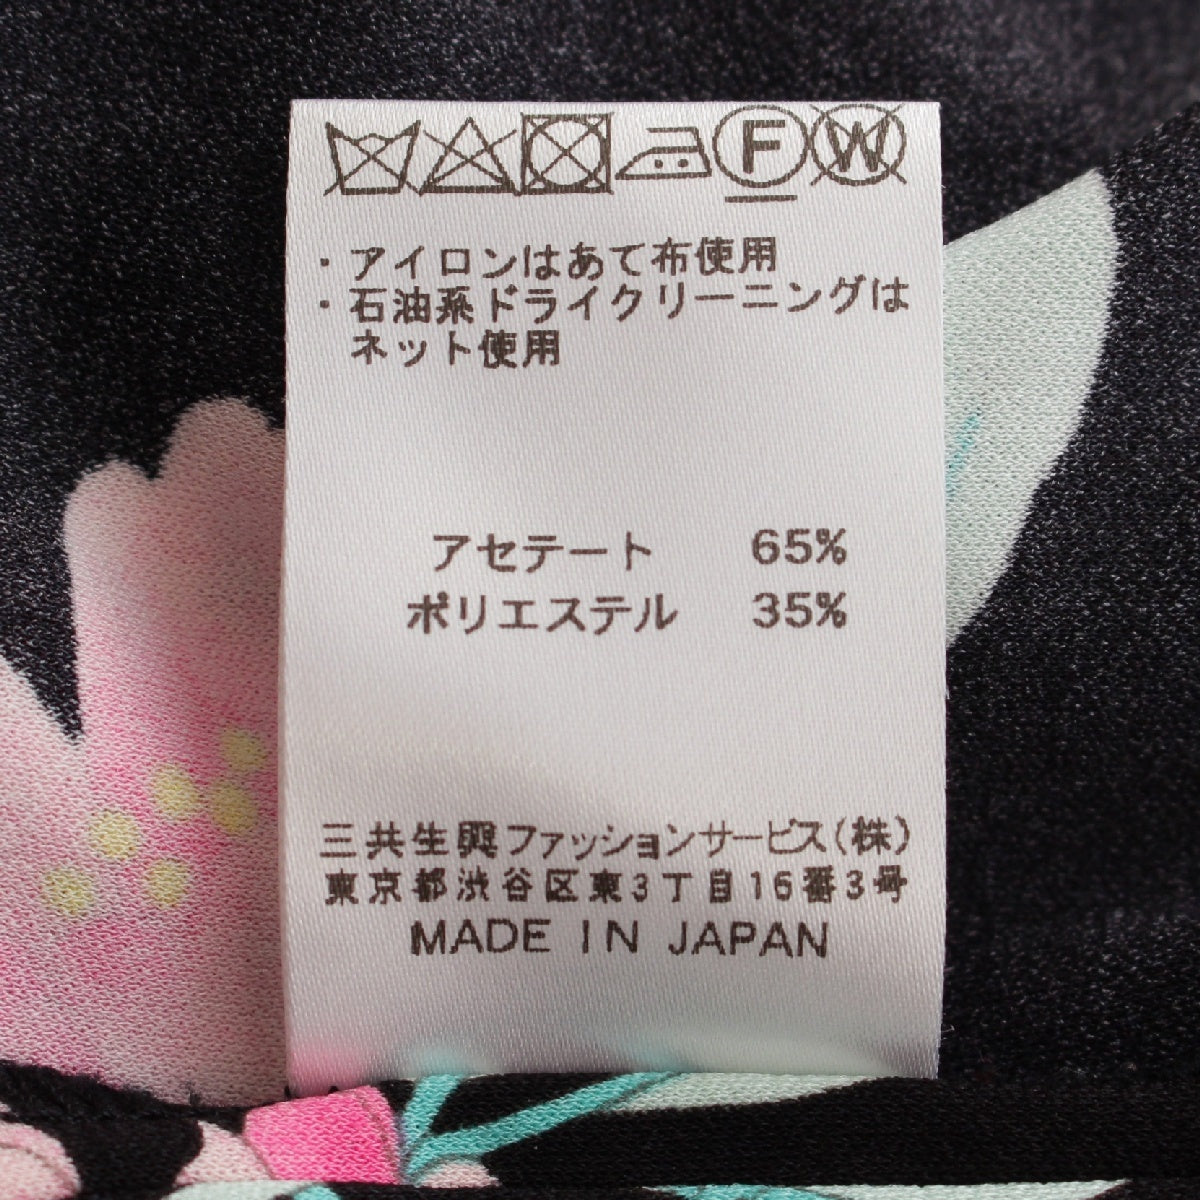 F W
・アイロンはあて布使用
・石油系ドライクリーニングは
ネット使用
アセテート 65%
ポリエステル 35%
三共生興ファッションサービス(株)
東京都渋谷区東3丁目16番3号
MADE IN JAPAN